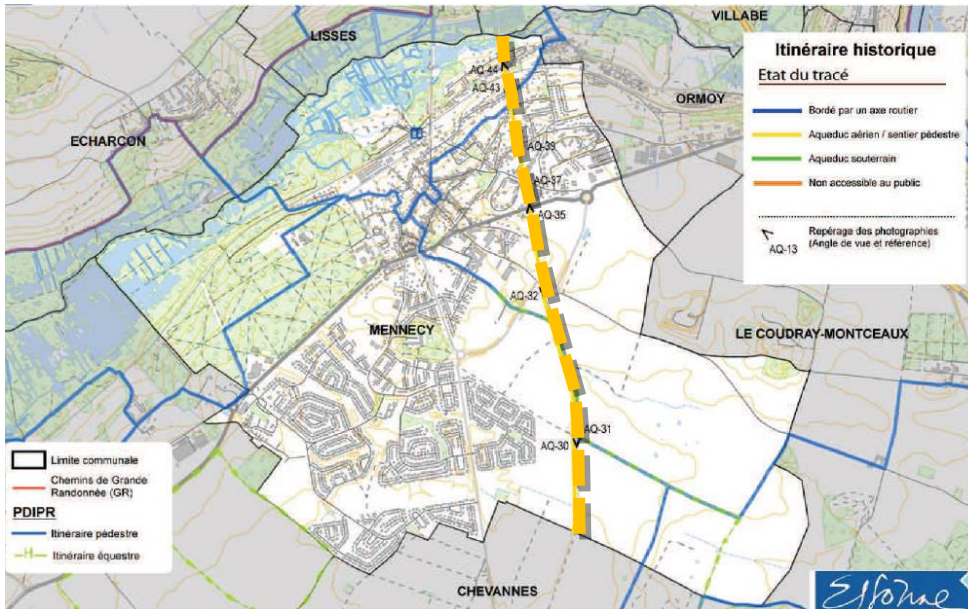 VILLABE
LISSES
Itinéraire historique
Etat du tracé
AQ-44
AQ-43
ORMOY
Bordé par un axe routier
ECHARCON
Aqueduc aérien / sentier pédestre
AQ-39
Aqueduc souterrain
AQ-37
Non accessible au public
AQ-35
Repérage des photographies
(Angle de vue et référence)
AQ-13
AQ-32
MENNECY
LE COUDRAY-MONTCEAUX
AQ-31
AQ-30
Limite communale
Chemins de Grande
Randonnée (GR)
PDIPR
Itinéraire pédestre
H
Itinéraire équestre
CHEVANNES
Essonne